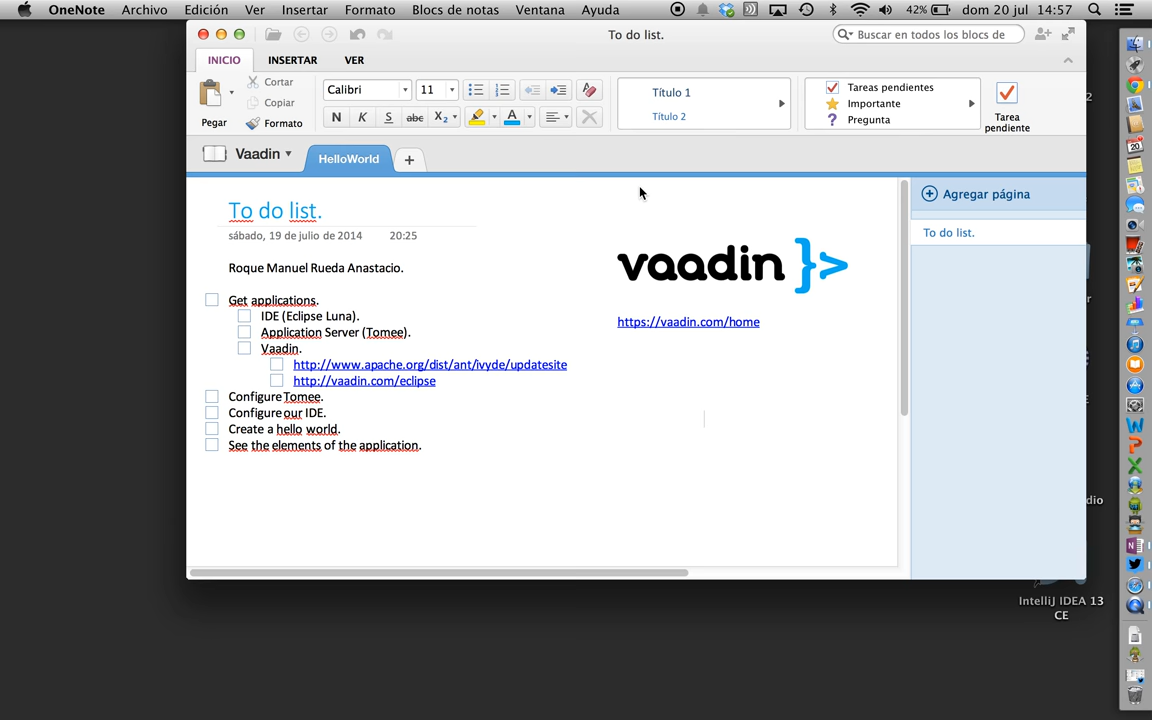 OneNote Archivo Edición Ver Insertar Formato Blocs de notas Ventana Ayuda 42% dom 20 jul 14:57
To do list. Buscar en todos los blocs de
INICIO INSERTAR VER
Pegar
Cortar
Copiar
Formato
Calibri 11
N K S abc X₂ A
Título 1
Título 2
Tareas pendientes
Importante
? Pregunta
Tarea
pendiente
2
Vaadin HelloWorld +
Agregar página
To do list.
To do list.
sábado, 19 de julio de 2014 20:25
Roque Manuel Rueda Anastacio.
vaadin }>
https://vaadin.com/home
Get applications.
IDE (Eclipse Luna).
Application Server (Tomee).
Vaadin.
http://www.apache.org/dist/ant/ivyde/updatesite
http://vaadin.com/eclipse
Configure Tomee.
Configure our IDE.
Create a hello world.
See the elements of the application.
r
E
dio
IntelliJ IDEA 13
CE
20